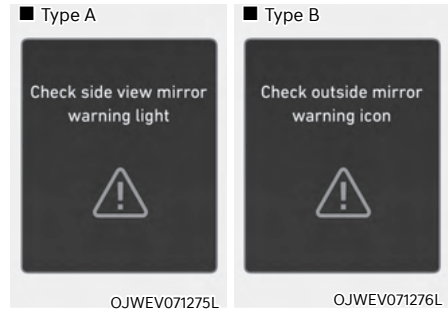 ■ Type A
Check side view mirror
warning light
OJWEV071275L
■ Type B
Check outside mirror
warning icon
OJWEV071276L